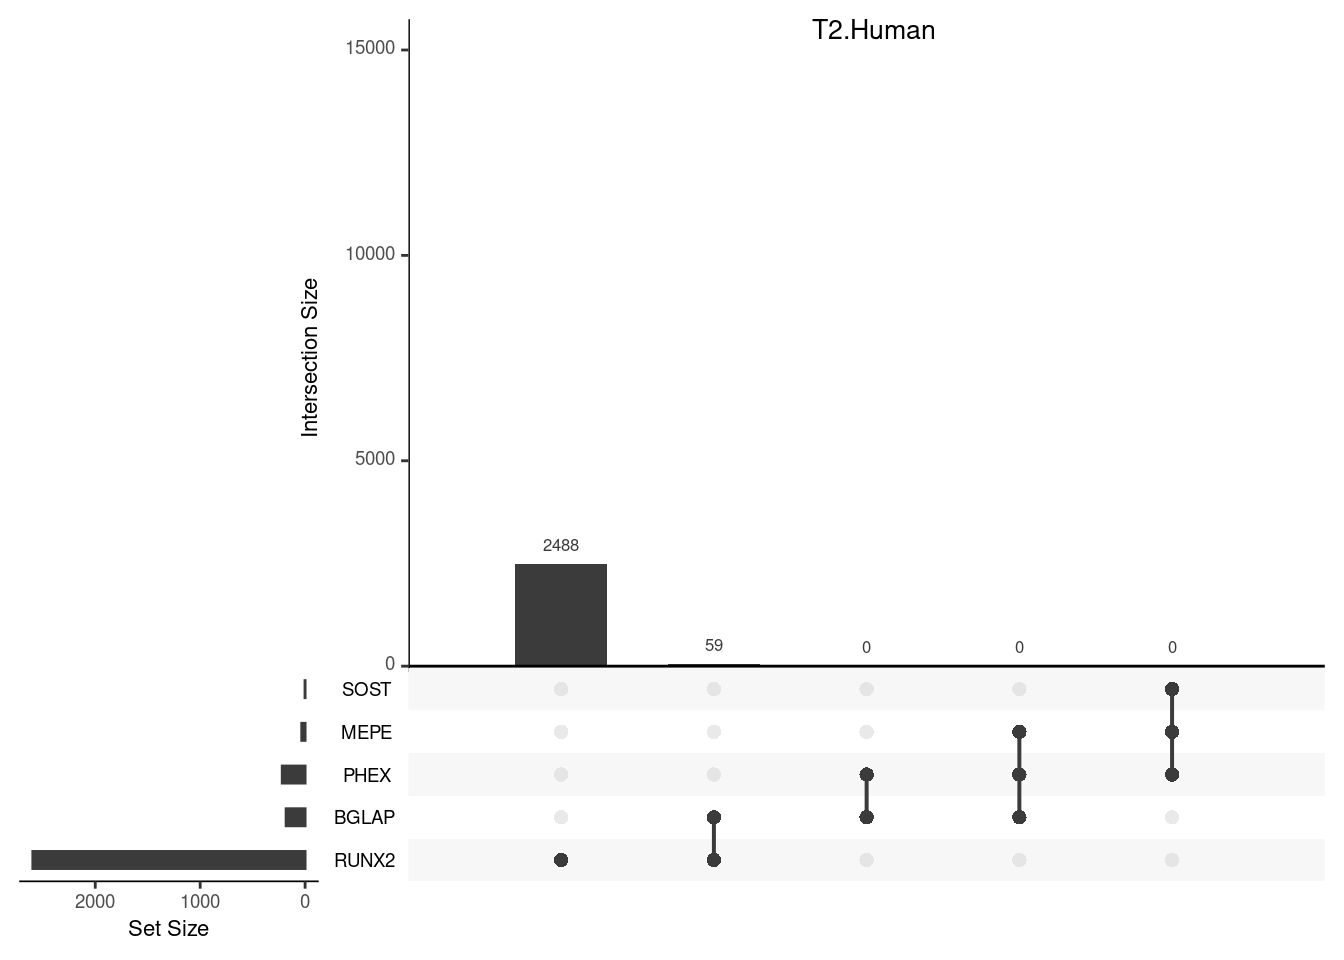 T2.Human
15000
10000
5000
0
Intersection Size
2488
59
0
0
0
SOST
MEPE
PHEX
BGLAP
RUNX2
2000
1000
0
Set Size